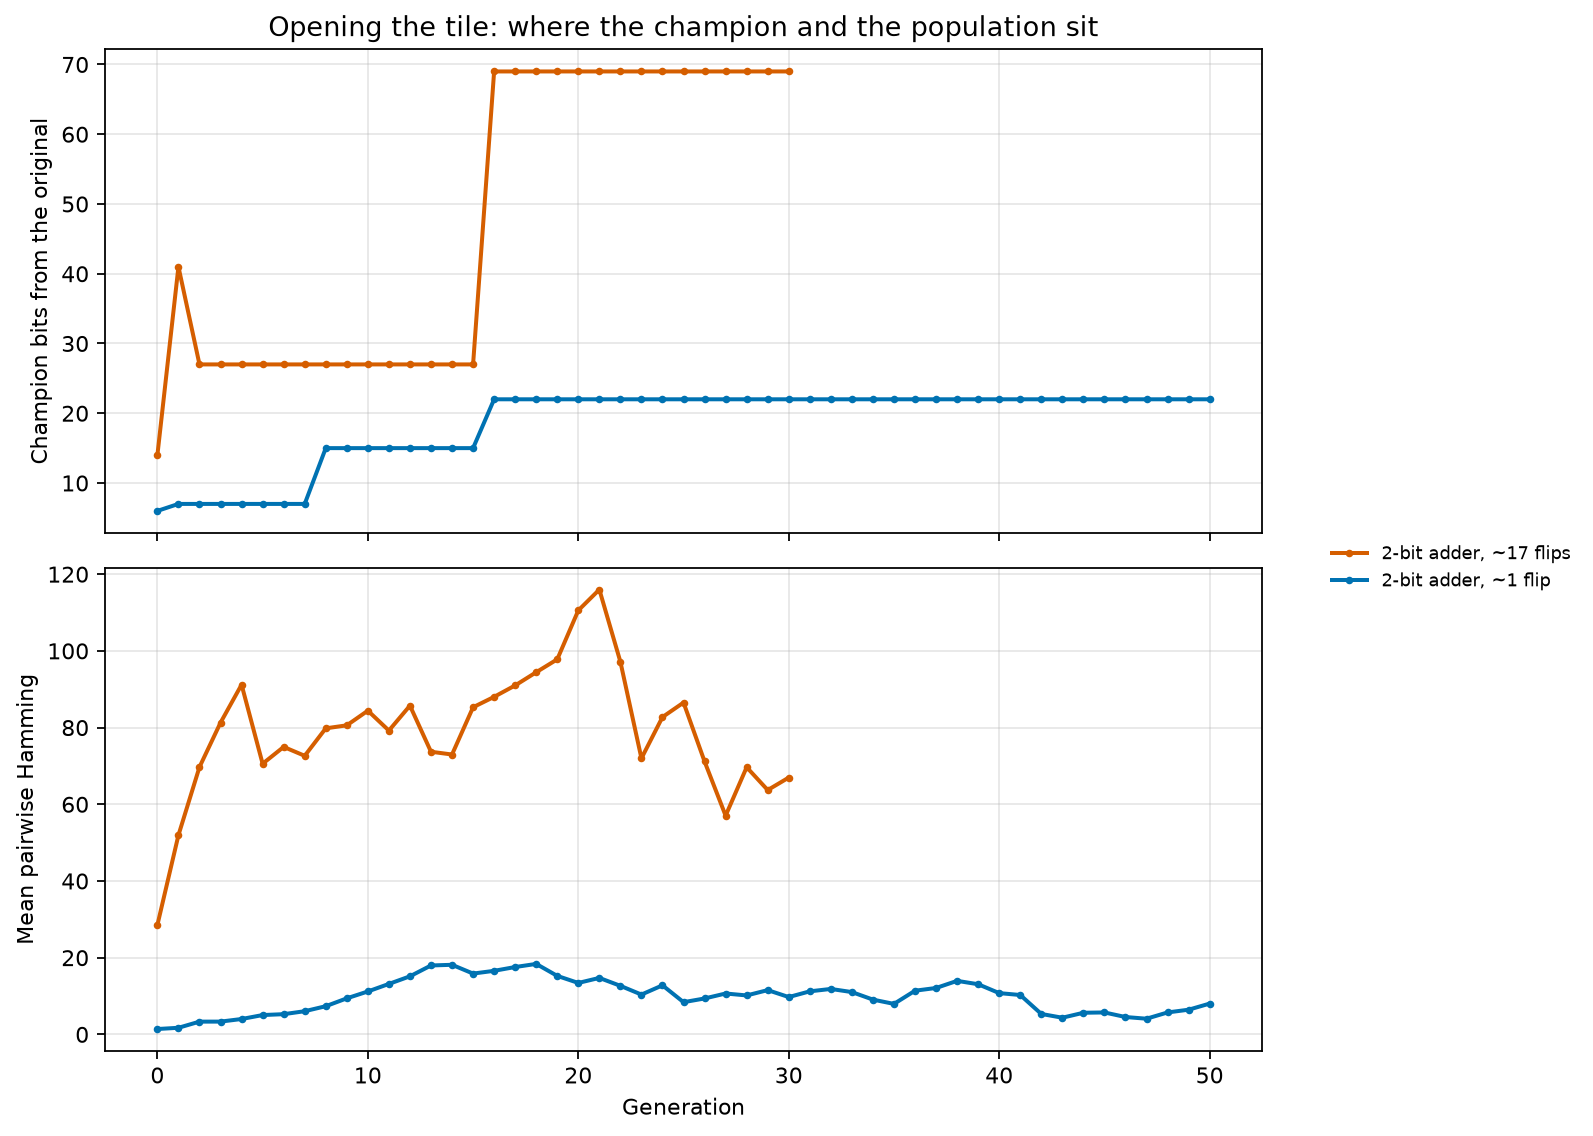 Opening the tile: where the champion and the population sit
Champion bits from the original
70
60
50
40
30
20
10
Mean pairwise Hamming
120
100
80
60
40
20
0
0 10 20 30 40 50
Generation
2-bit adder, ~17 flips
2-bit adder, ~1 flip